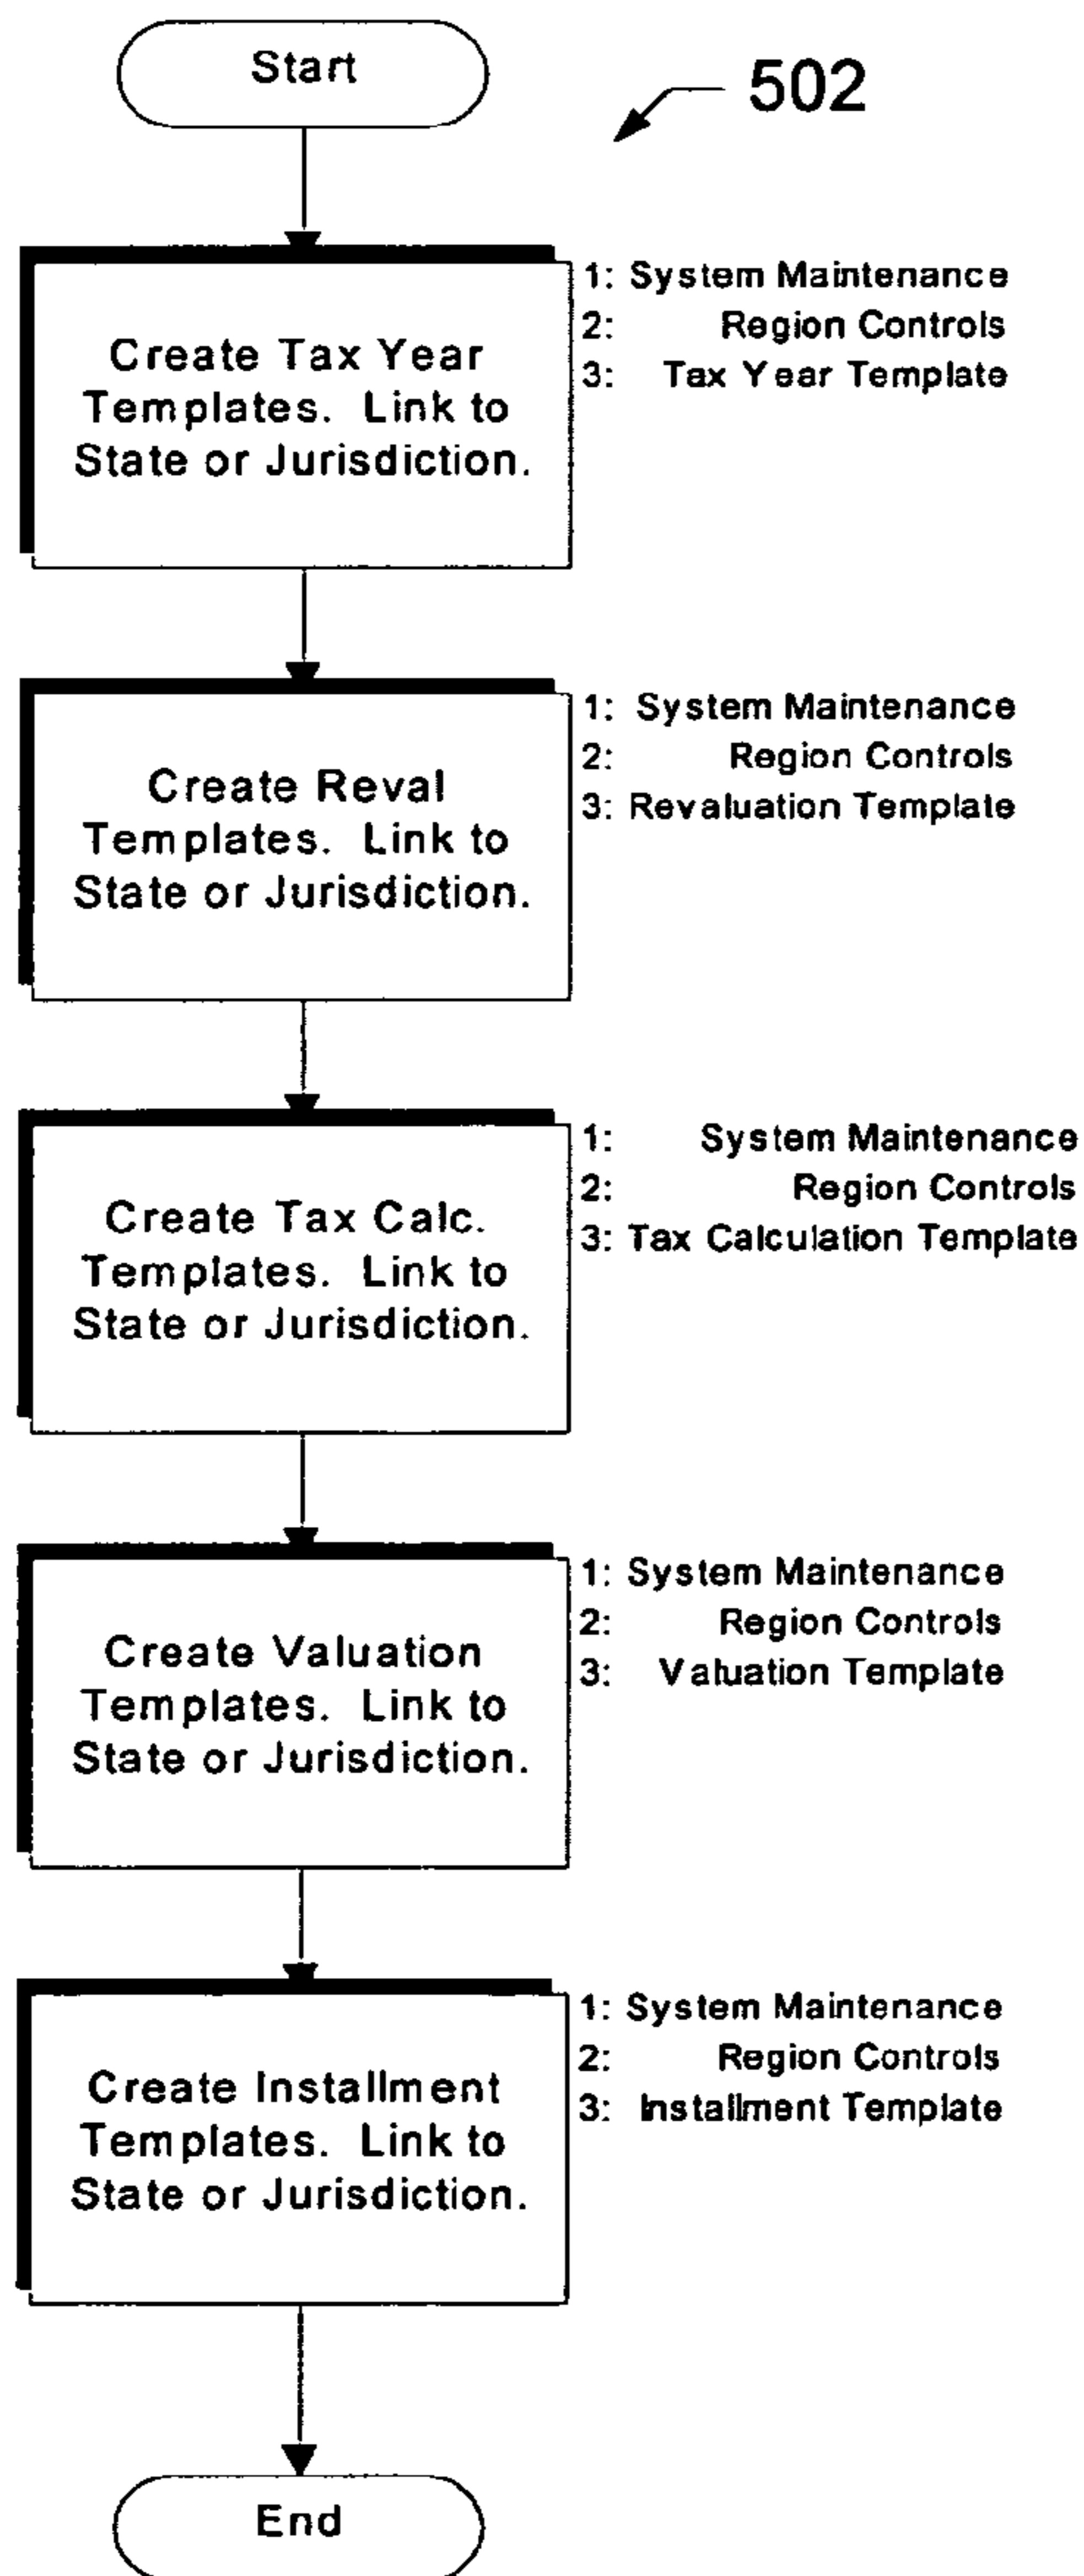 Start
502
Create Tax Year
Templates. Link to
State or Jurisdiction.
1: System Maintenance
2: Region Controls
3: Tax Year Template
Create Reval
Templates. Link to
State or Jurisdiction.
1: System Maintenance
2: Region Controls
3: Revaluation Template
Create Tax Calc.
Templates. Link to
State or Jurisdiction.
1: System Maintenance
2: Region Controls
3: Tax Calculation Template
Create Valuation
Templates. Link to
State or Jurisdiction.
1: System Maintenance
2: Region Controls
3: Valuation Template
Create Installment
Templates. Link to
State or Jurisdiction.
1: System Maintenance
2: Region Controls
3: Installment Template
End